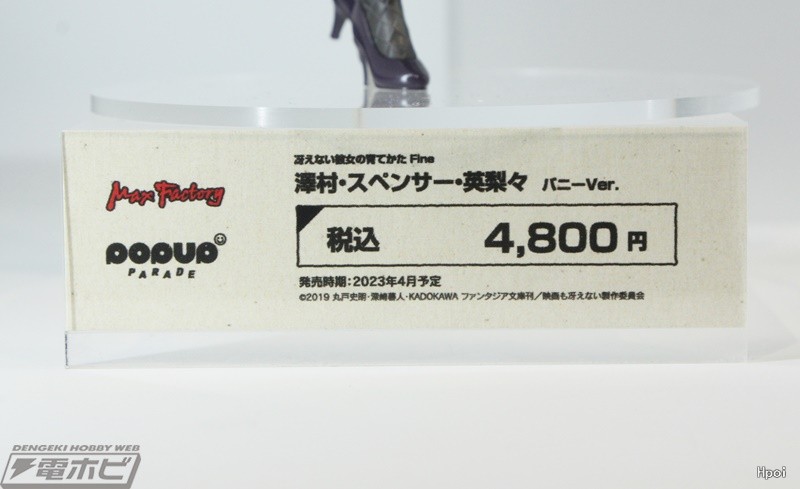 冴えない彼女の育てかた Fine
澤村・スペンサー・英梨々 バニーVer.
Max Factory
税込 4,800円
POPUP
PARADE
発売時期：2023年4月予定
©2019 丸戸史明・深崎暮人・KADOKAWA ファンタジア文庫刊／映画も冴えない製作委員会
DENGEKI HOBBY WEB
電ホビ
Hpoi